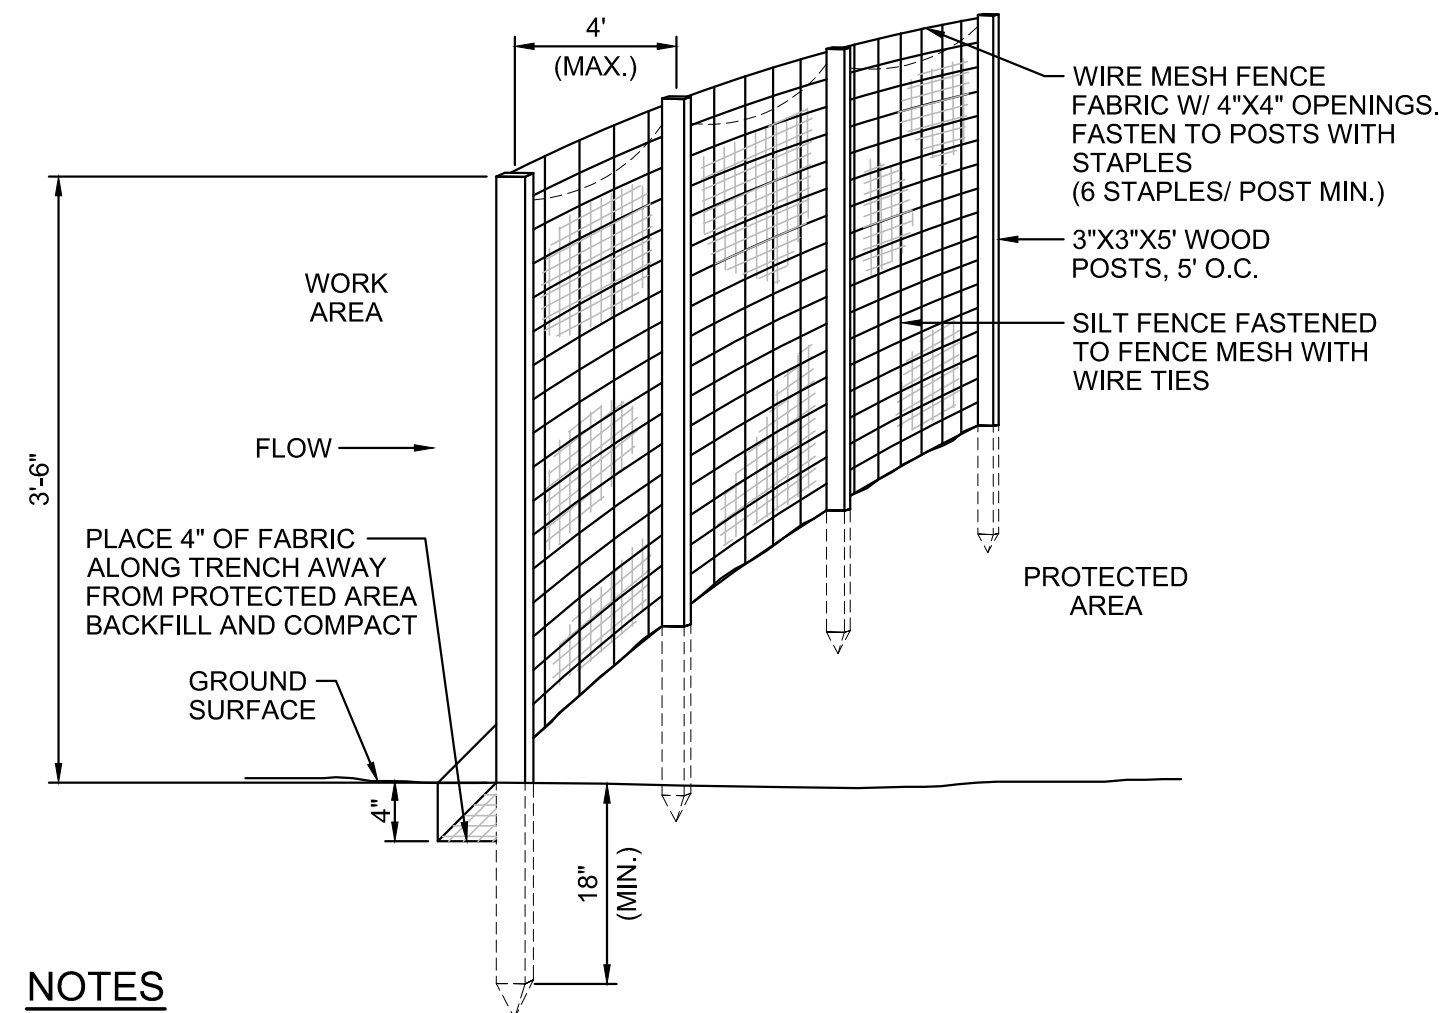 4'
(MAX.)
WIRE MESH FENCE
FABRIC W/ 4"X4" OPENINGS.
FASTEN TO POSTS WITH
STAPLES
(6 STAPLES/ POST MIN.)
3"X3"X5' WOOD
POSTS, 5' O.C.
SILT FENCE FASTENED
TO FENCE MESH WITH
WIRE TIES
WORK
AREA
FLOW
3'-6"
PLACE 4" OF FABRIC
ALONG TRENCH AWAY
FROM PROTECTED AREA
BACKFILL AND COMPACT
PROTECTED
AREA
GROUND
SURFACE
4"
18"
(MIN.)
NOTES